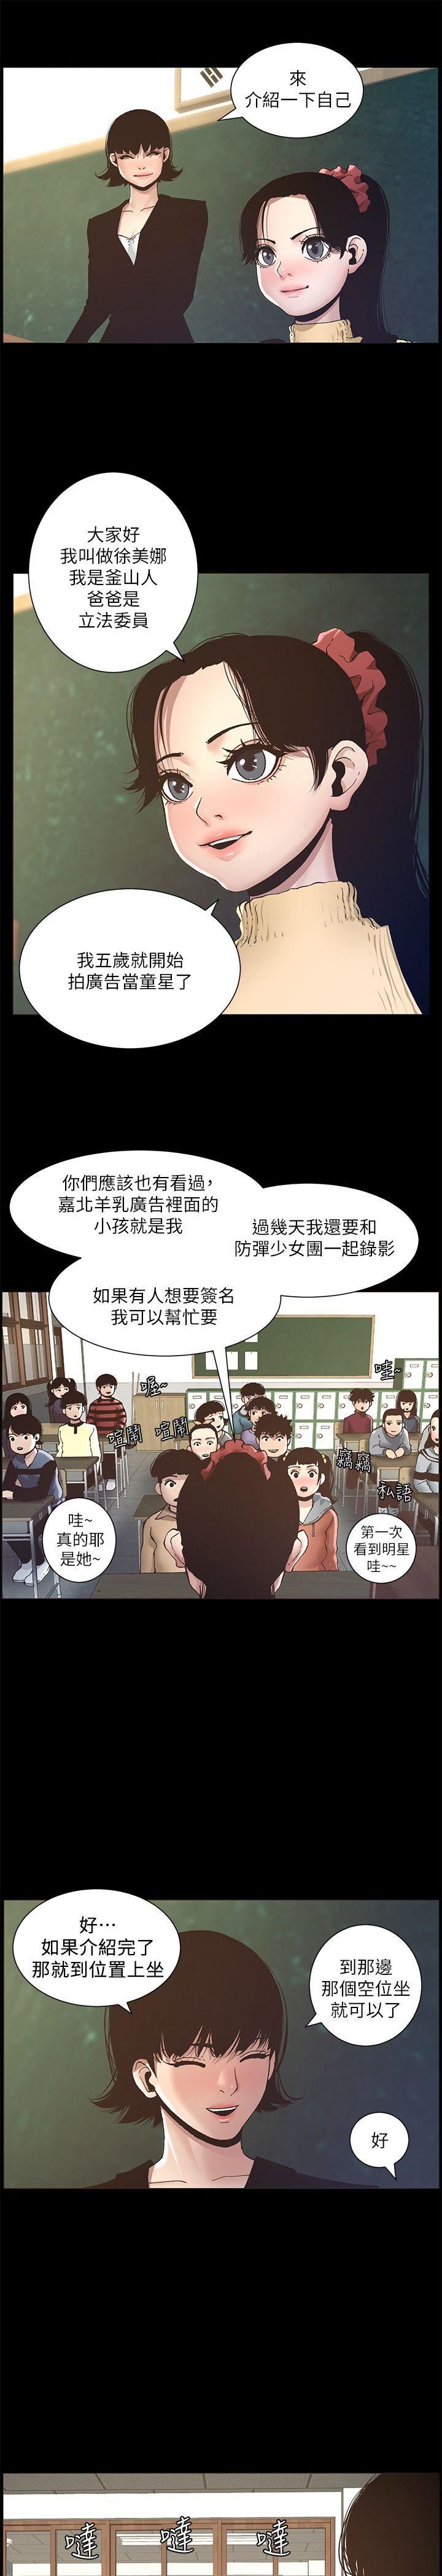 來
介紹一下自己
大家好
我叫做徐美娜
我是釜山人
爸爸是
立法委員
我五歲就開始
拍廣告當童星了
你們應該也有看過，
嘉北羊乳廣告裡面的
小孩就是我
過幾天我還要和
防彈少女團一起錄影
如果有人想要簽名
我可以幫忙要
喔~
哇~
喧鬧 喧鬧
竊竊
私語
哇~
真的耶
是她~
第一次
看到明星
哇~~
好…
如果介紹完了
那就到位置上坐
到那邊
那個空位坐
就可以了
好
噠 噠 噠